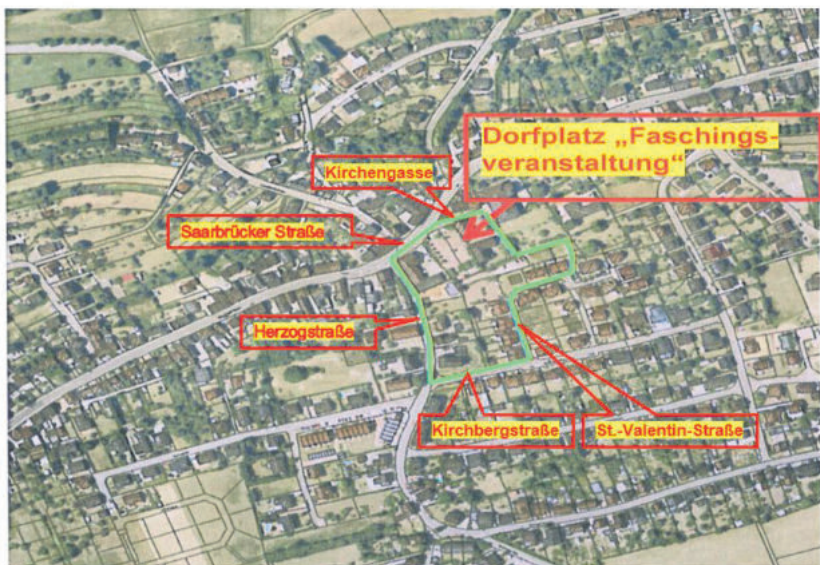 Dorfplatz „Faschings-
veranstaltung“
Kirchengasse
Saarbrücker Straße
Herzogstraße
Kirchbergstraße
St.-Valentin-Straße